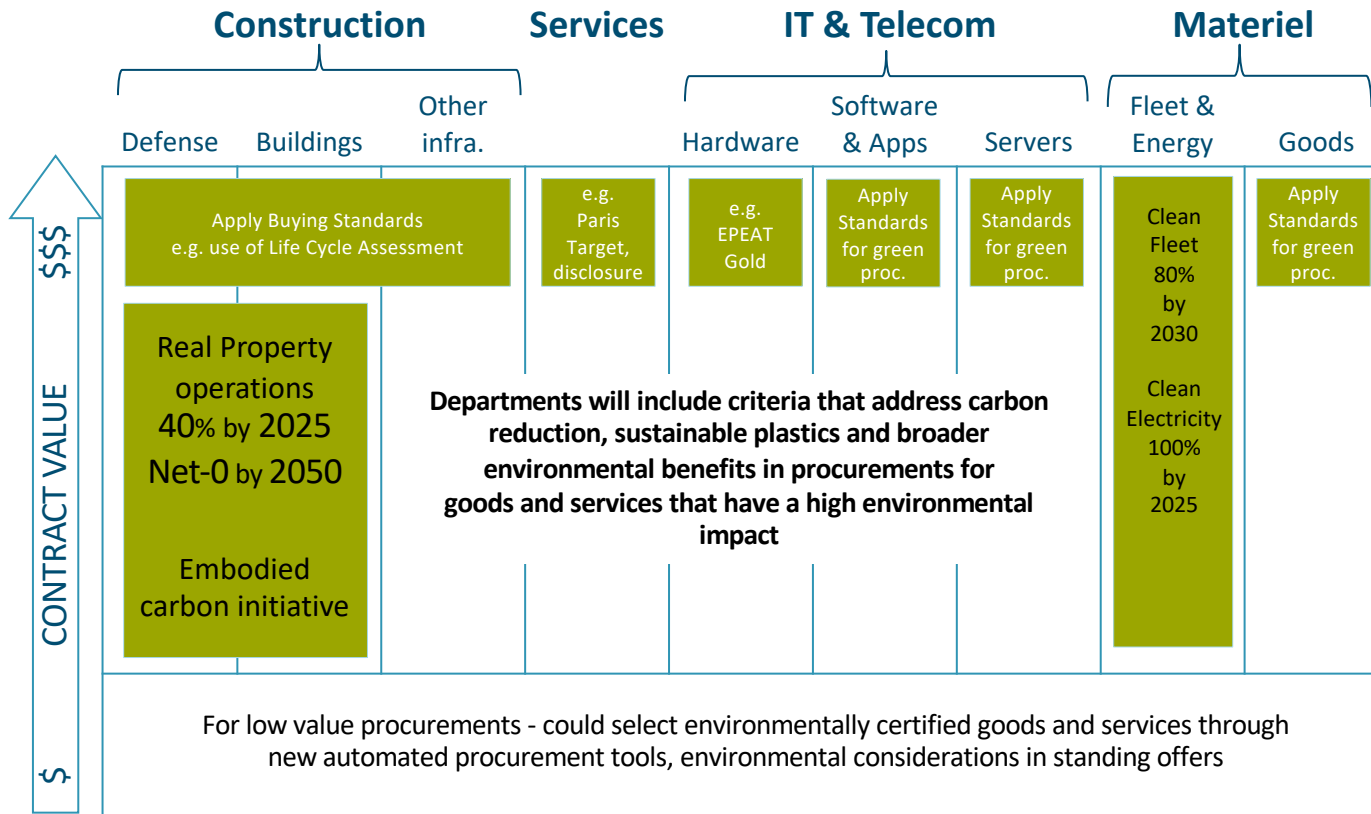 Construction
Services
IT & Telecom
Materiel
Defense
Buildings
Other
infra.
Hardware
Software
& Apps
Servers
Fleet &
Energy
Goods
$$$
CONTRACT VALUE
$
Apply Buying Standards
e.g. use of Life Cycle Assessment
e.g.
Paris
Target,
disclosure
e.g.
EPEAT
Gold
Apply
Standards
for green
proc.
Apply
Standards
for green
proc.
Clean
Fleet
80%
by
2030
Clean
Electricity
100%
by
2025
Apply
Standards
for green
proc.
Real Property
operations
40% by 2025
Net-0 by 2050
Embodied
carbon initiative
Departments will include criteria that address carbon
reduction, sustainable plastics and broader
environmental benefits in procurements for
goods and services that have a high environmental
impact
For low value procurements - could select environmentally certified goods and services through
new automated procurement tools, environmental considerations in standing offers